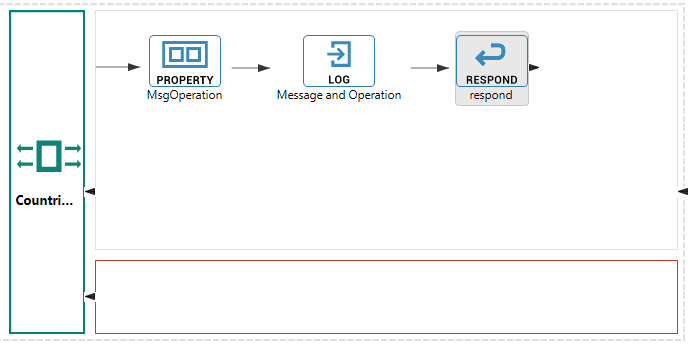 PROPERTY
MsgOperation
LOG
Message and Operation
RESPOND
respond
Countri...